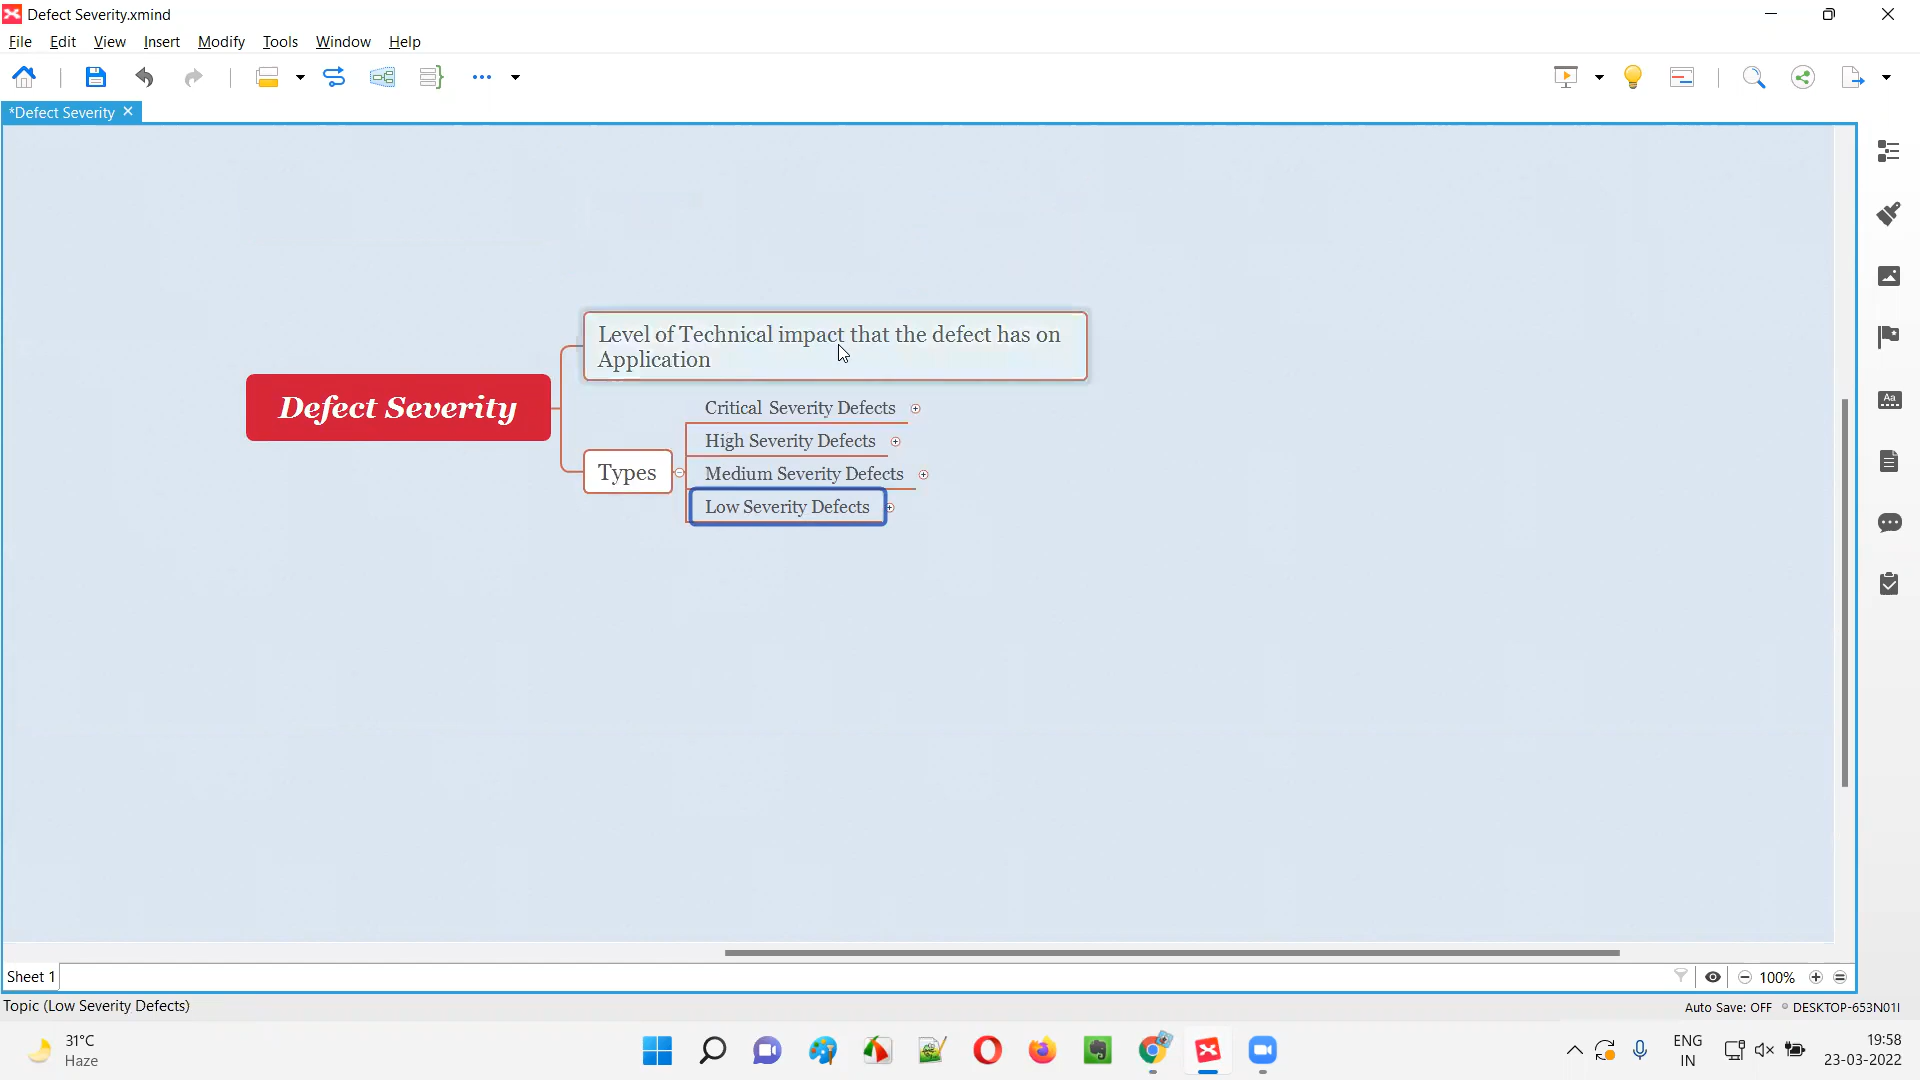 Defect Severity.xmind
File Edit View Insert Modify Tools Window Help
*Defect Severity
Level of Technical impact that the defect has on
Application
Defect Severity
Critical Severity Defects
High Severity Defects
Types
Medium Severity Defects
Low Severity Defects
Aa
Sheet 1
100%
Topic (Low Severity Defects)
Auto Save: OFF
DESKTOP-653N01I
31°C
Haze
ENG
IN
19:58
23-03-2022